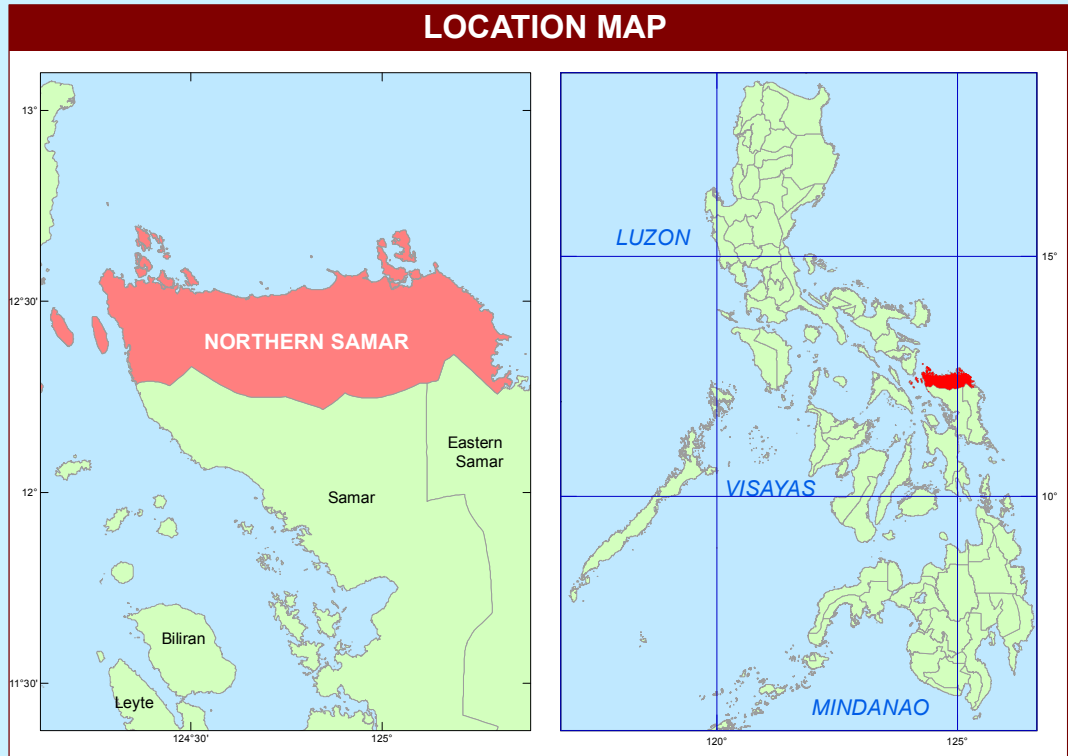 LOCATION MAP
13°
12°30'
12°
11°30'
124°30'
125°
NORTHERN SAMAR
Eastern
Samar
Samar
Biliran
Leyte
LUZON
VISAYAS
MINDANAO
15°
10°
120°
125°